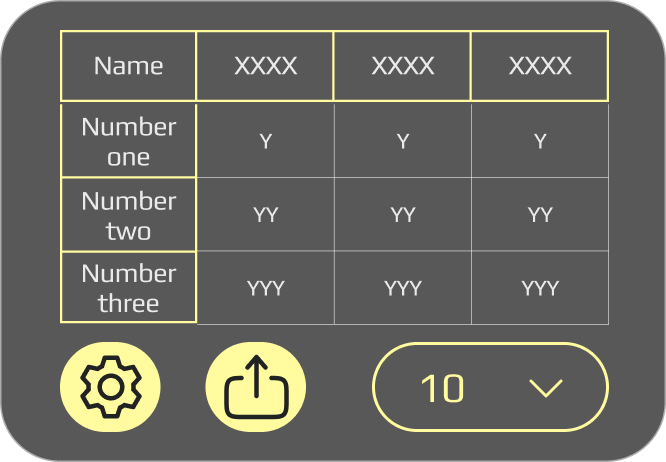 Name XXXX XXXX XXXX
Number
one Y Y Y
Number
two YY YY YY
Number
three YYY YYY YYY
10